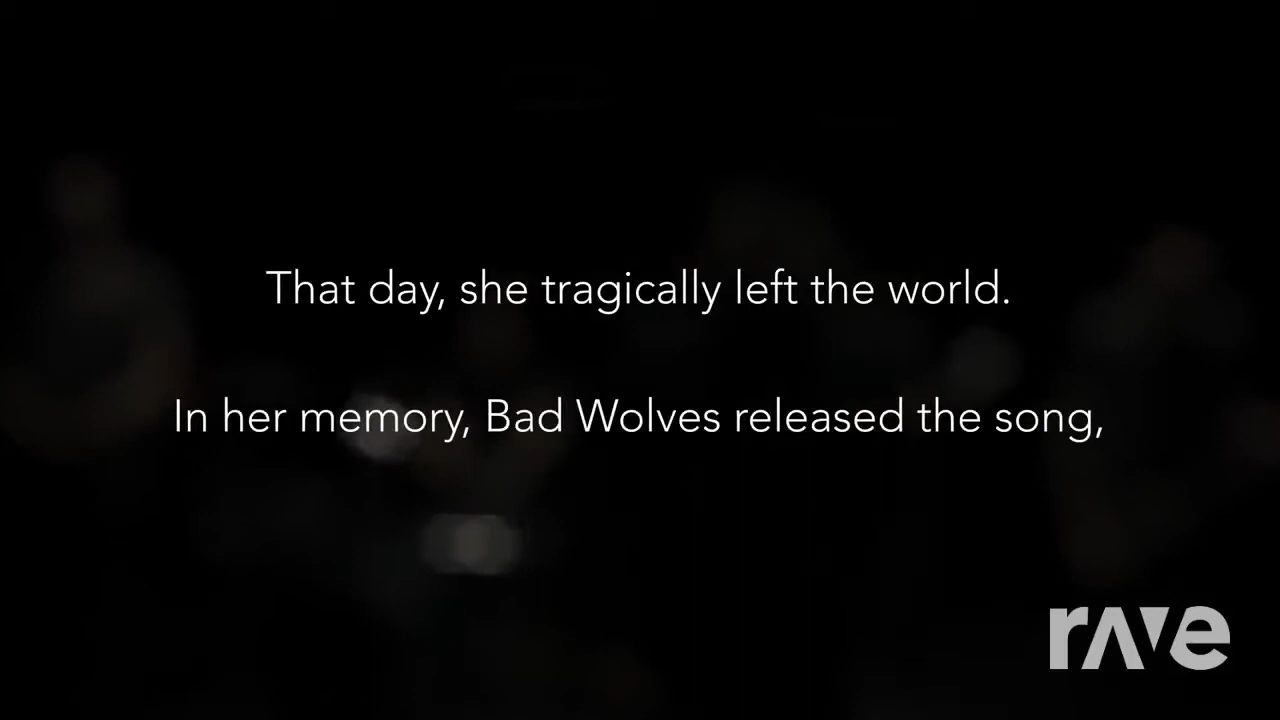 That day, she tragically left the world.
In her memory, Bad Wolves released the song,
rave